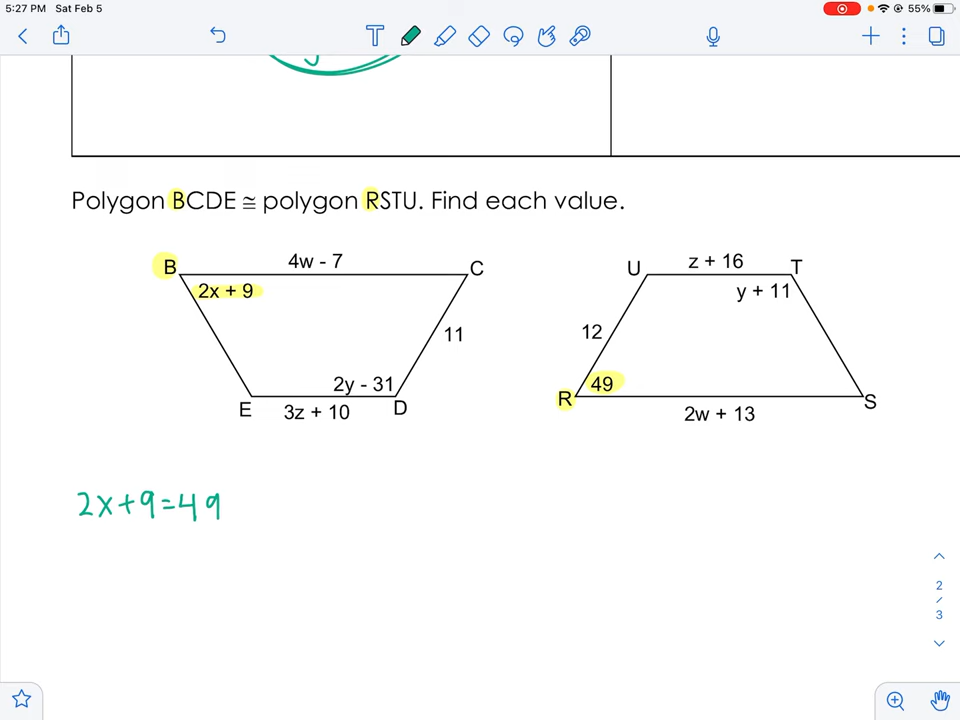 5:27 PM Sat Feb 5
55%
T
Polygon BCDE ≅ polygon RSTU. Find each value.
B 4w - 7 C
2x + 9
11
2y - 31
E 3z + 10 D
U z + 16 T
y + 11
12
49
R 2w + 13 S
2x+9=49
2
/
3